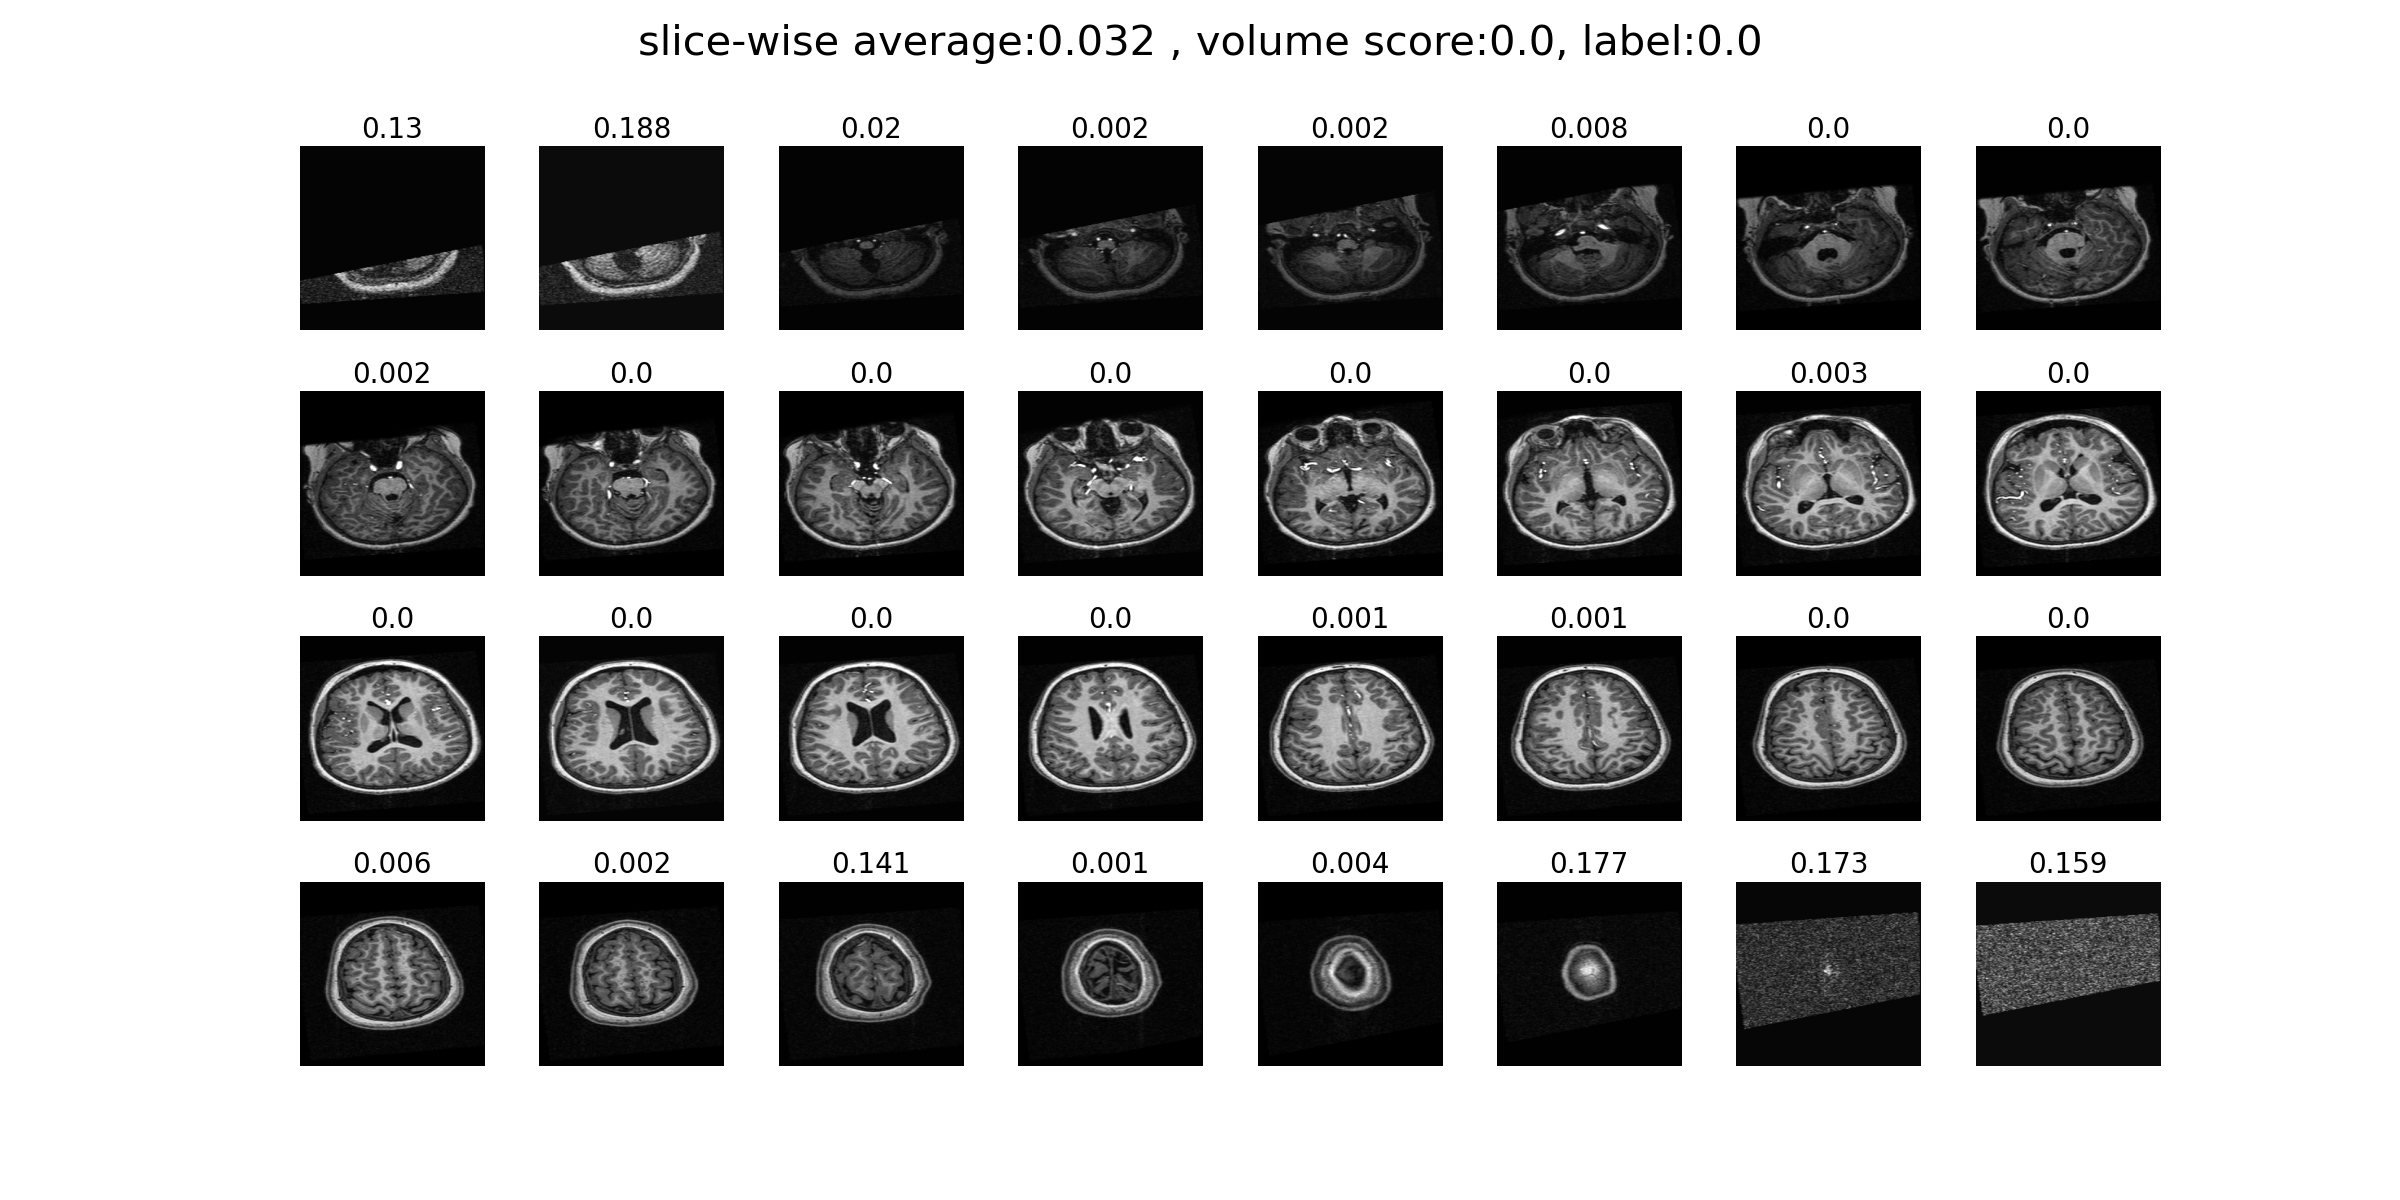 slice-wise average:0.032 , volume score:0.0, label:0.0
0.13 0.188 0.02 0.002 0.002 0.008 0.0 0.0
0.002 0.0 0.0 0.0 0.0 0.0 0.003 0.0
0.0 0.0 0.0 0.0 0.001 0.001 0.0 0.0
0.006 0.002 0.141 0.001 0.004 0.177 0.173 0.159